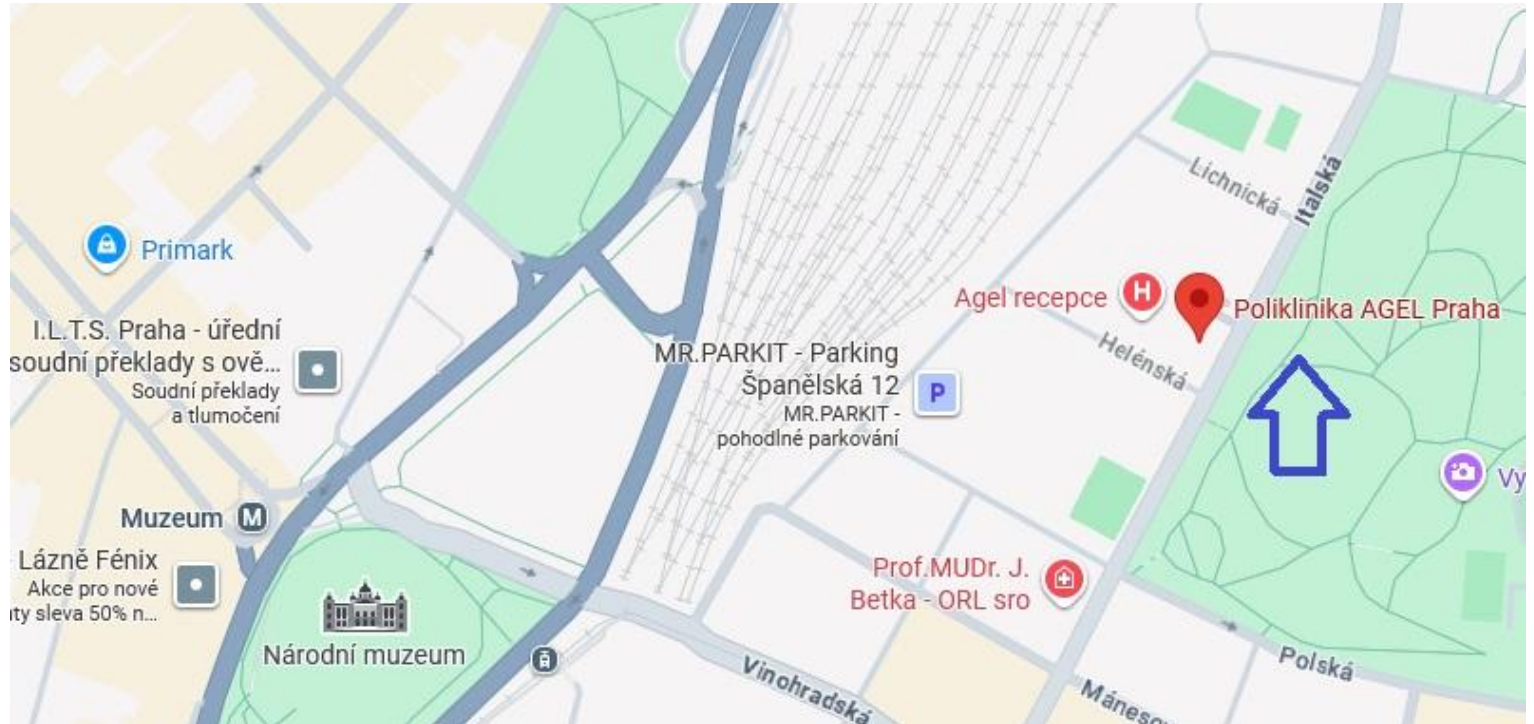 Lichnická
Italská
Primark
Agel recepce
H
Poliklinika AGEL Praha
Helénská
I.L.T.S. Praha - úřední
soudní překlady s ově...
Soudní překlady
a tlumočení
MR.PARKIT - Parking
Španělská 12
MR.PARKIT -
pohodlné parkování
P
Vy
Muzeum M
Lázně Fénix
Akce pro nové
ty sleva 50% n...
Národní muzeum
Prof.MUDr. J.
Betka - ORL sro
Vinohradská
Polská
Mánesov